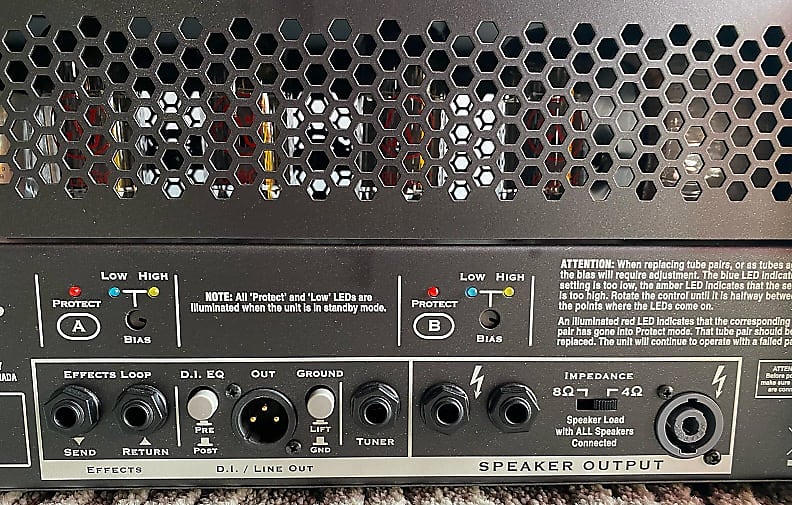 LOW HIGH
PROTECT
A
BIAS
NOTE: All 'Protect' and 'Low' LEDs are
illuminated when the unit is in standby mode.
LOW HIGH
PROTECT
B
BIAS
ATTENTION: When replacing tube pairs, or as tubes
the bias will require adjustment. The blue LED
setting is too low, the amber LED indicates that the
is too high. Rotate the control until it is halfway
the points where the LEDs come on.
An illuminated red LED indicates that the corresponding
pair has gone into Protect mode. That tube pair should
replaced. The unit will continue to operate with a failed
EFFECTS LOOP
SEND
RETURN
EFFECTS
D.I. EQ
OUT
GROUND
PRE
POST
LIFT
GND
D.I. / LINE OUT
TUNER
IMPEDANCE
8Ω 4Ω
Speaker Load
with ALL Speakers
Connected
SPEAKER OUTPUT